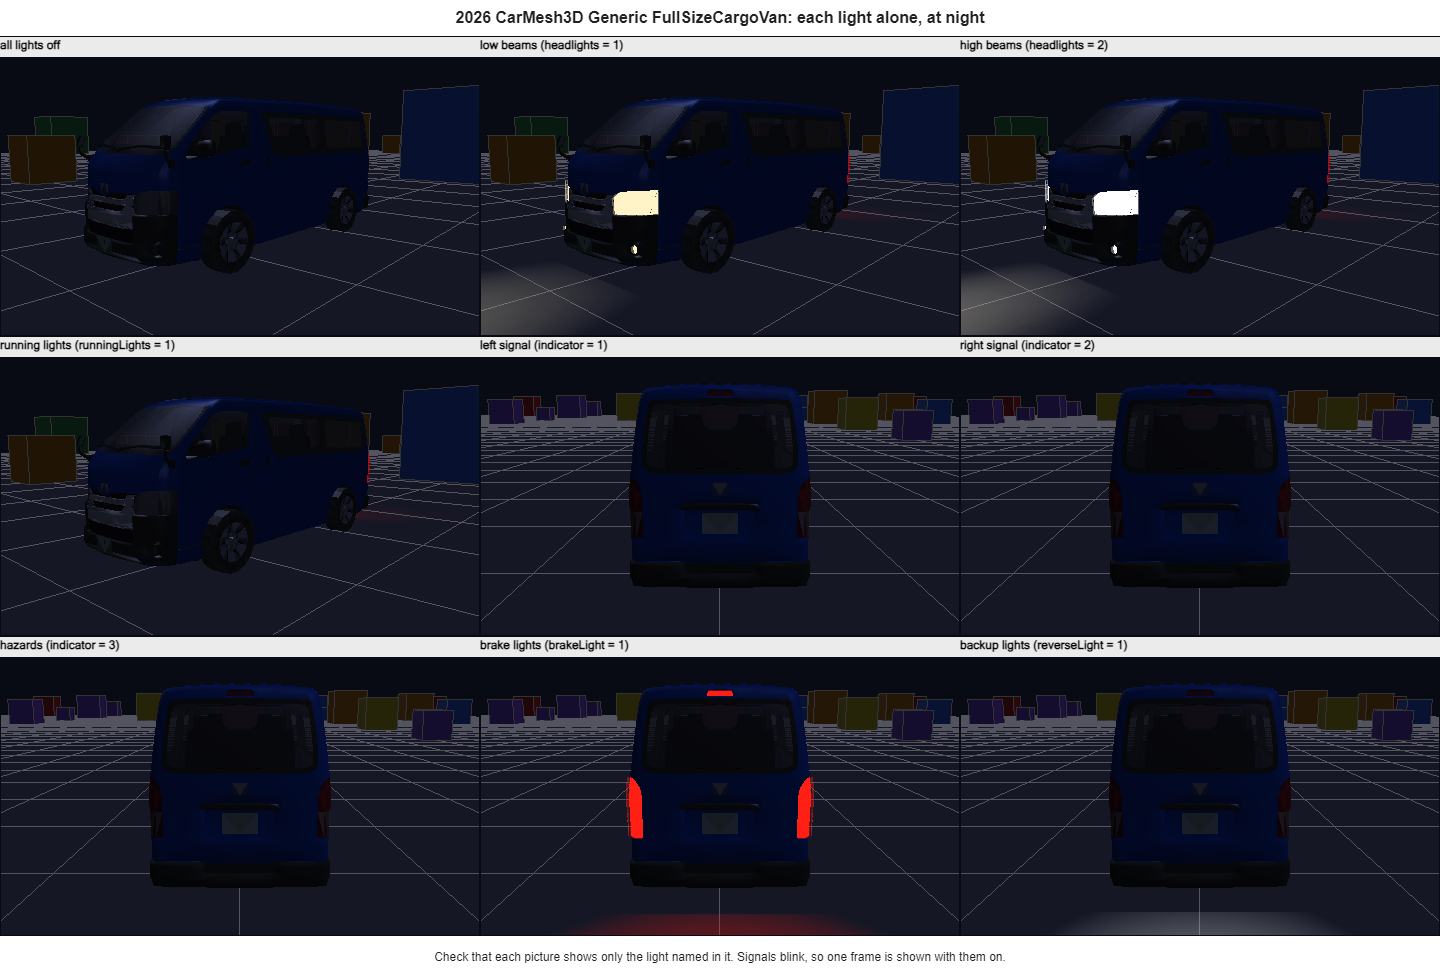 2026 CarMesh3D Generic FullSizeCargoVan: each light alone, at night
all lights off
low beams (headlights = 1)
high beams (headlights = 2)
running lights (runningLights = 1)
left signal (indicator = 1)
right signal (indicator = 2)
hazards (indicator = 3)
brake lights (brakeLight = 1)
backup lights (reverseLight = 1)
Check that each picture shows only the light named in it. Signals blink, so one frame is shown with them on.